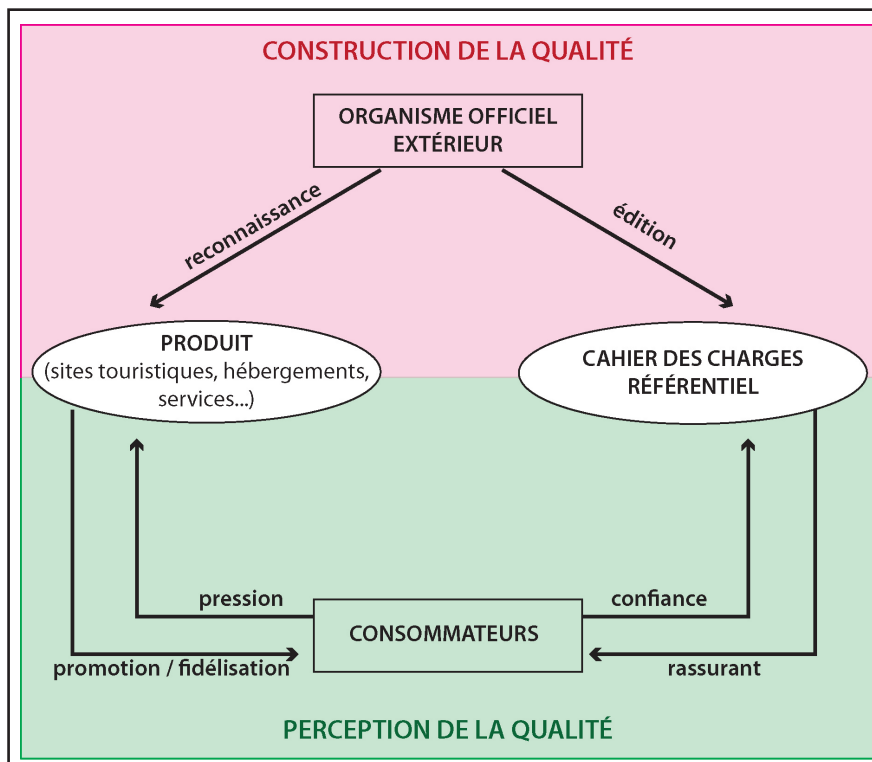 CONSTRUCTION DE LA QUALITÉ
ORGANISME OFFICIEL
EXTÉRIEUR
reconnaissance
édition
PRODUIT
(sites touristiques, hébergements,
services...)
CAHIER DES CHARGES
RÉFÉRENTIEL
pression
confiance
CONSOMMATEURS
promotion / fidélisation
rassurant
PERCEPTION DE LA QUALITÉ